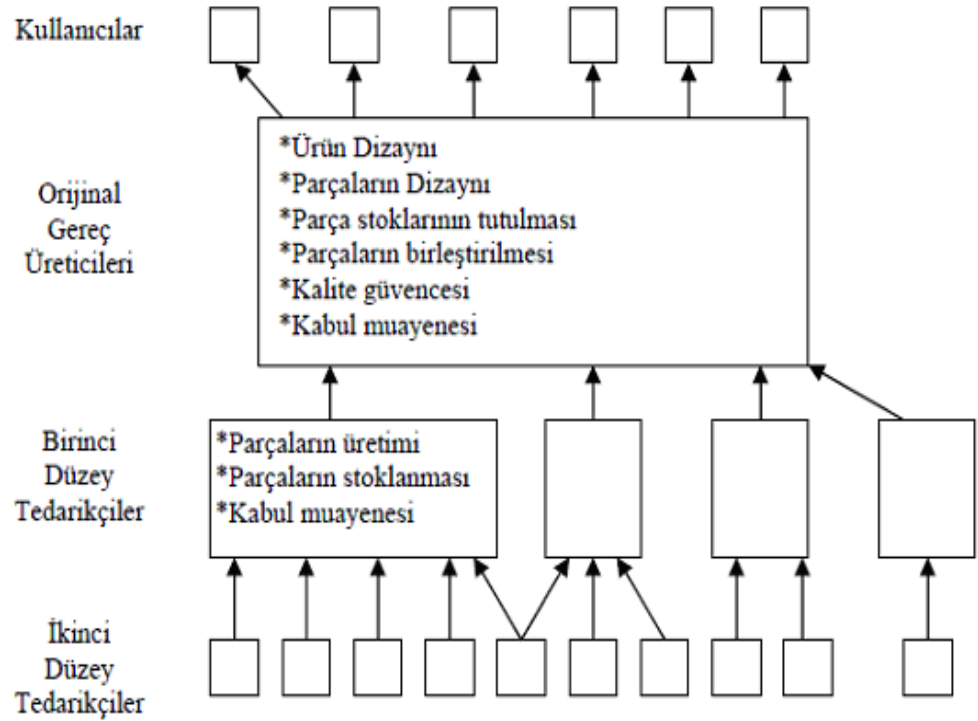 Kullanıcılar
*Ürün Dizaynı
*Parçaların Dizaynı
*Parça stoklarının tutulması
*Parçaların birleştirilmesi
*Kalite güvencesi
*Kabul muayenesi
Orijinal
Gereç
Üreticileri
Birinci
Düzey
Tedarikçiler
*Parçaların üretimi
*Parçaların stoklanması
*Kabul muayenesi
İkinci
Düzey
Tedarikçiler